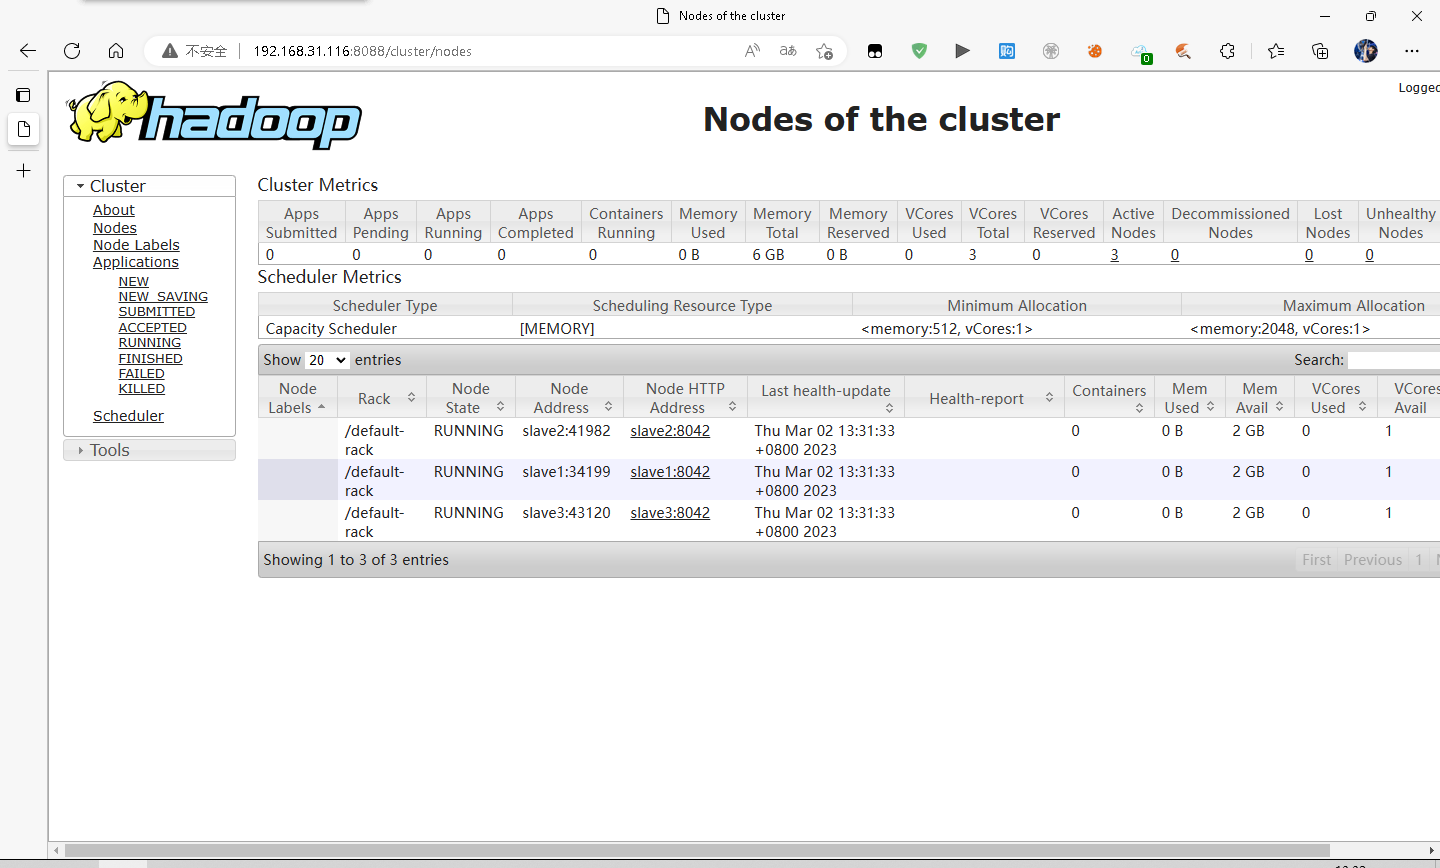 Nodes of the cluster
不安全 192.168.31.116:8088/cluster/nodes
0
Logged
hadoop
Nodes of the cluster
Cluster
About
Nodes
Node Labels
Applications
NEW
NEW_SAVING
SUBMITTED
ACCEPTED
RUNNING
FINISHED
FAILED
KILLED
Scheduler
Tools
Cluster Metrics
Apps Submitted Apps Pending Apps Running Apps Completed Containers Running Memory Used Memory Total Memory Reserved VCores Used VCores Total VCores Reserved Active Nodes Decommissioned Nodes Lost Nodes Unhealthy Nodes
0 0 0 0 0 0 B 6 GB 0 B 0 3 0 3 0 0 0
Scheduler Metrics
Scheduler Type Scheduling Resource Type Minimum Allocation Maximum Allocation
Capacity Scheduler [MEMORY] <memory:512, vCores:1> <memory:2048, vCores:1>
Show 20 entries Search:
Node Labels Rack Node State Node Address Node HTTP Address Last health-update Health-report Containers Mem Used Mem Avail VCores Used VCores Avail
/default-rack RUNNING slave2:41982 slave2:8042 Thu Mar 02 13:31:33 +0800 2023 0 0 B 2 GB 0 1
/default-rack RUNNING slave1:34199 slave1:8042 Thu Mar 02 13:31:33 +0800 2023 0 0 B 2 GB 0 1
/default-rack RUNNING slave3:43120 slave3:8042 Thu Mar 02 13:31:33 +0800 2023 0 0 B 2 GB 0 1
Showing 1 to 3 of 3 entries First Previous 1